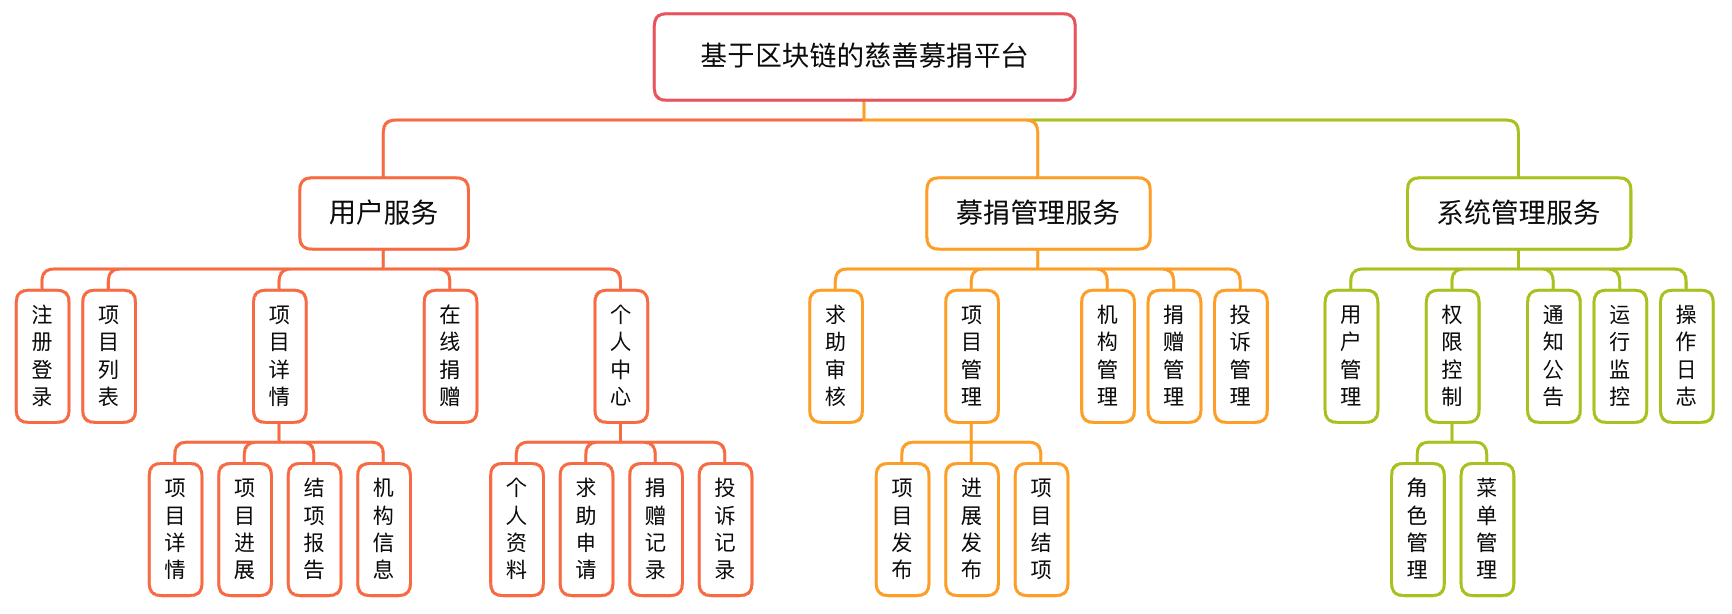 基于区块链的慈善募捐平台
用户服务
募捐管理服务
系统管理服务
注册登录
项目列表
项目详情
在线捐赠
个人中心
求助审核
项目管理
机构管理
捐赠管理
投诉管理
用户管理
权限控制
通知公告
运行监控
操作日志
项目详情
项目进展
结项报告
机构信息
个人资料
求助申请
捐赠记录
投诉记录
项目发布
进展发布
项目结项
角色管理
菜单管理